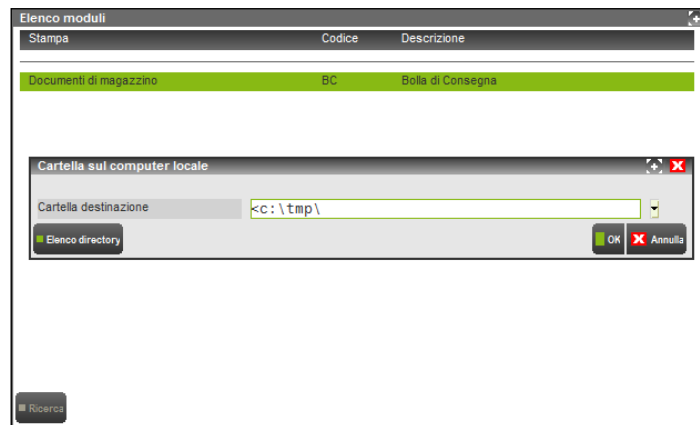 Elenco moduli
Stampa Codice Descrizione
Documenti di magazzino BC Bolla di Consegna
Cartella sul computer locale
Cartella destinazione <c:\tmp\
Elenco directory OK Annulla
Ricerca